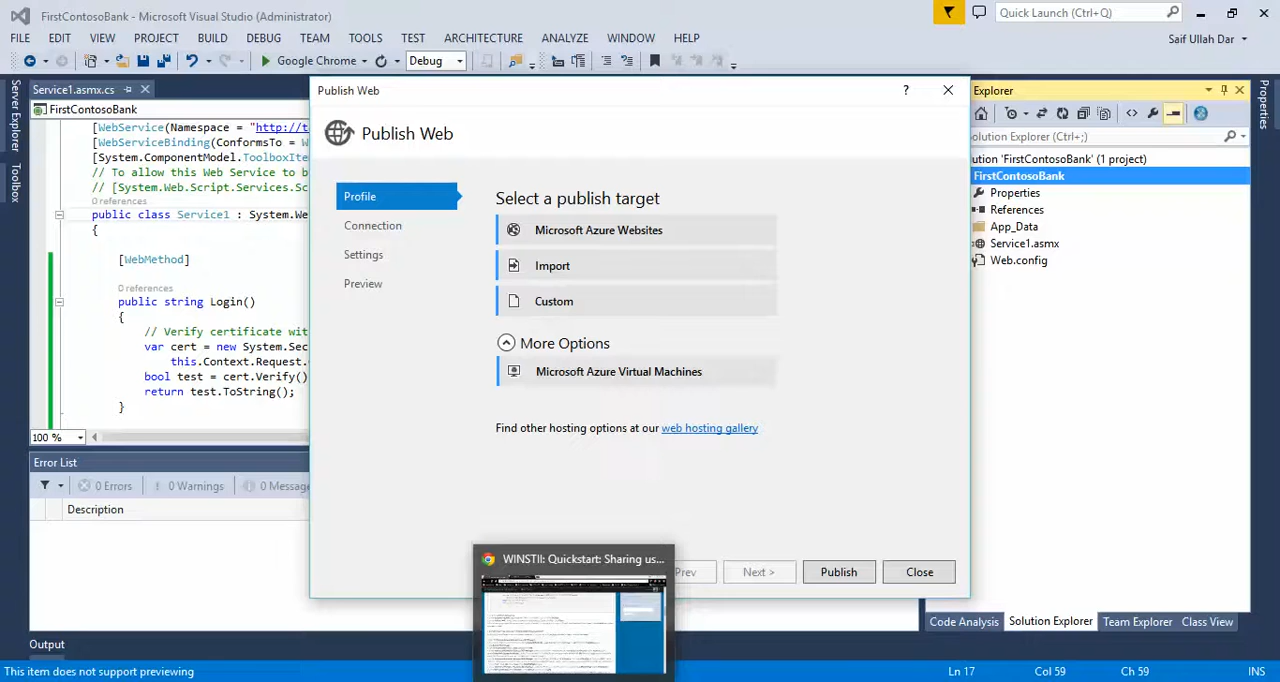 FirstContosoBank - Microsoft Visual Studio (Administrator)
Quick Launch (Ctrl+Q)
FILE EDIT VIEW PROJECT BUILD DEBUG TEAM TOOLS TEST ARCHITECTURE ANALYZE WINDOW HELP
Saif Ullah Dar
Google Chrome
Debug
Server Explorer
Toolbox
Service1.asmx.cs
FirstContosoBank
[WebService(Namespace = "http://t
[WebServiceBinding(ConformsTo = W
[System.ComponentModel.ToolboxIte
// To allow this Web Service to b
// [System.Web.Script.Services.Sc
0 references
public class Service1 : System.We
{
[WebMethod]
0 references
public string Login()
{
// Verify certificate wit
var cert = new System.Sec
this.Context.Request.
bool test = cert.Verify()
return test.ToString();
}
100 %
Error List
0 Errors
0 Warnings
0 Message
Description
Output
Publish Web
?
Publish Web
Profile
Connection
Settings
Preview
Select a publish target
Microsoft Azure Websites
Import
Custom
More Options
Microsoft Azure Virtual Machines
Find other hosting options at our web hosting gallery
WINSTII: Quickstart: Sharing us...
Prev
Next >
Publish
Close
Explorer
olution Explorer (Ctrl+;)
ution 'FirstContosoBank' (1 project)
FirstContosoBank
Properties
References
App_Data
Service1.asmx
Web.config
Code Analysis
Solution Explorer
Team Explorer
Class View
Properties
This item does not support previewing
Ln 17
Col 59
Ch 59
INS